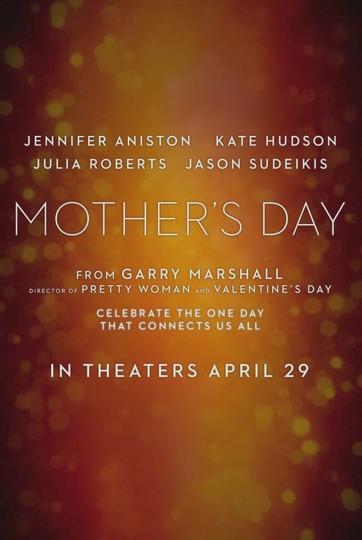 JENNIFER ANISTON KATE HUDSON
JULIA ROBERTS JASON SUDEIKIS
MOTHER'S DAY
FROM GARRY MARSHALL
DIRECTOR OF PRETTY WOMAN AND VALENTINE'S DAY
CELEBRATE THE ONE DAY
THAT CONNECTS US ALL
IN THEATERS APRIL 29